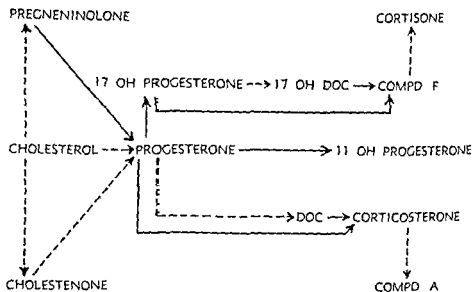 PREGNENINOLONE CORTISONE
17 OH PROGESTERONE 17 OH DOC COMPD F
CHOLESTEROL PROGESTERONE 11 OH PROGESTERONE
DOC CORTICOSTERONE
CHOLESTENONE COMPD A